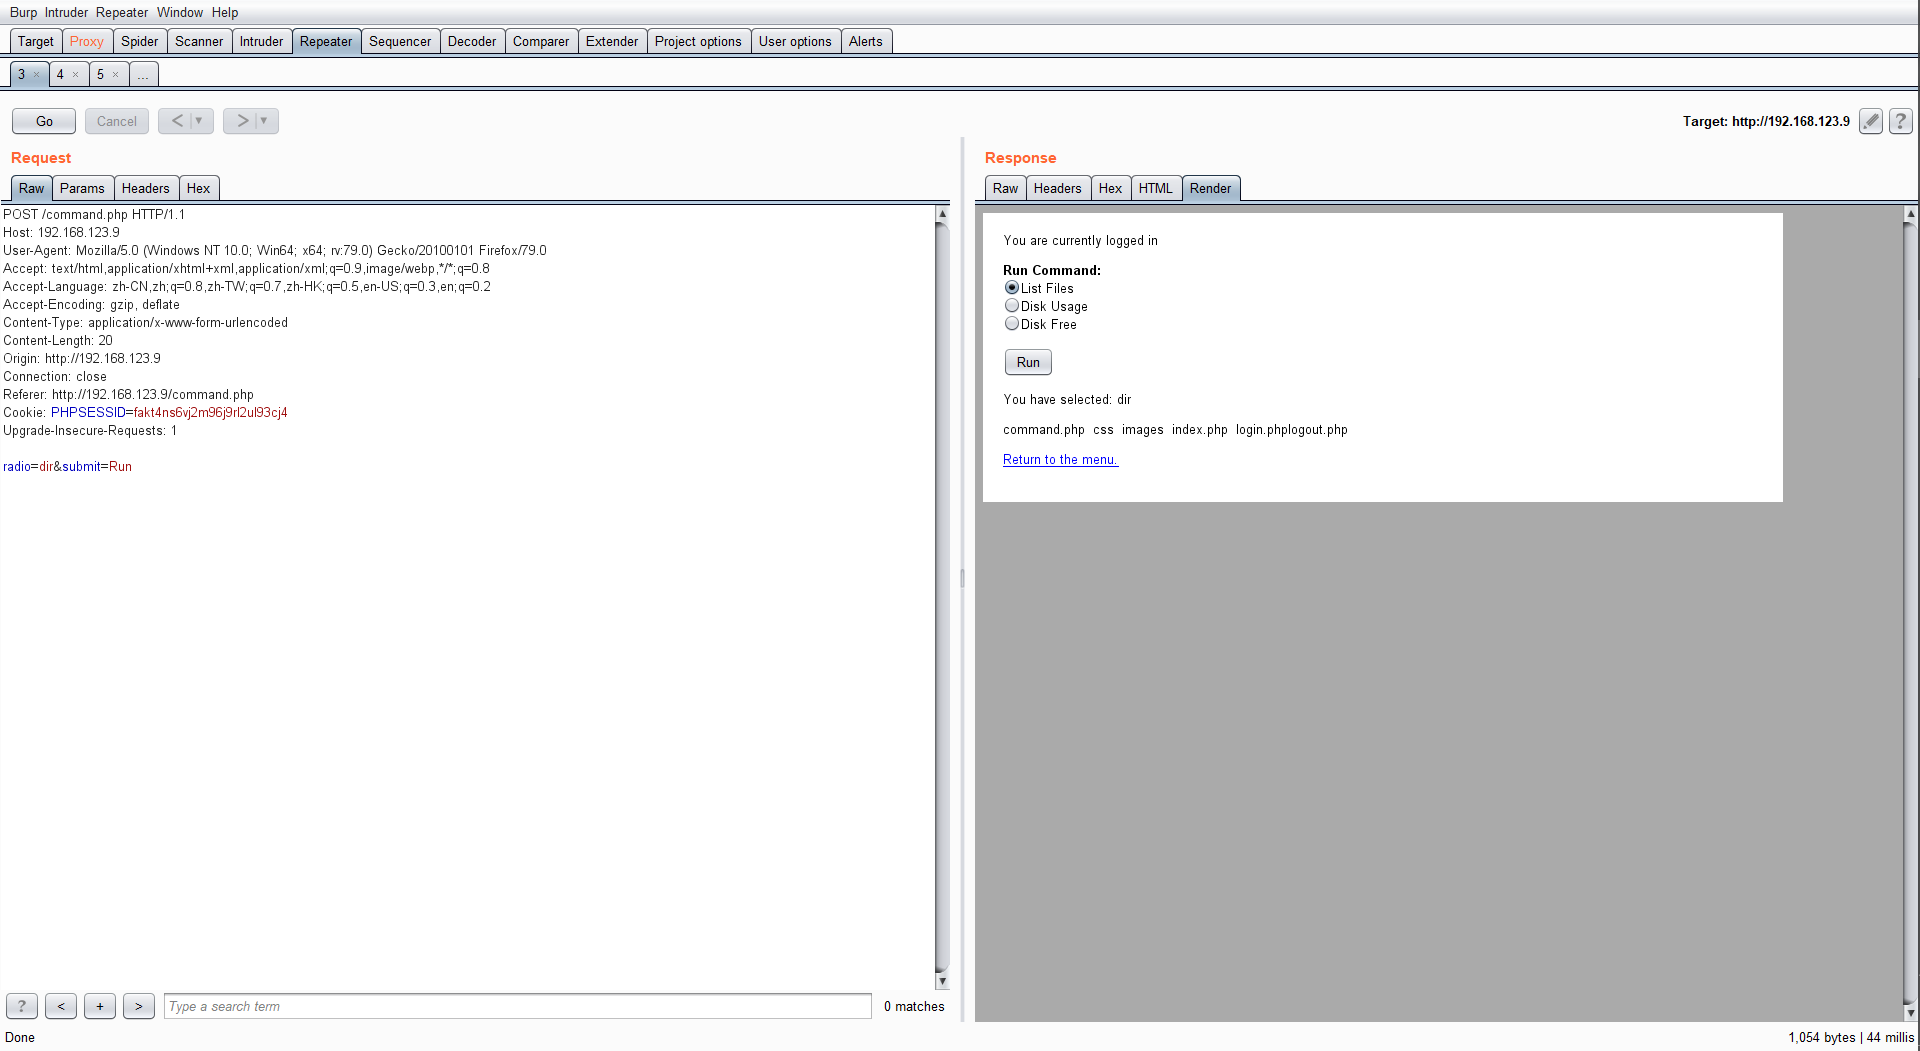 Burp Intruder Repeater Window Help
Target Proxy Spider Scanner Intruder Repeater Sequencer Decoder Comparer Extender Project options User options Alerts
3 × 4 × 5 × ...
Go Cancel < ▼ > ▼ Target: http://192.168.123.9 ?
Request
Raw Params Headers Hex
POST /command.php HTTP/1.1
Host: 192.168.123.9
User-Agent: Mozilla/5.0 (Windows NT 10.0; Win64; x64; rv:79.0) Gecko/20100101 Firefox/79.0
Accept: text/html,application/xhtml+xml,application/xml;q=0.9,image/webp,*/*;q=0.8
Accept-Language: zh-CN,zh;q=0.8,zh-TW;q=0.7,zh-HK;q=0.5,en-US;q=0.3,en;q=0.2
Accept-Encoding: gzip, deflate
Content-Type: application/x-www-form-urlencoded
Content-Length: 20
Origin: http://192.168.123.9
Connection: close
Referer: http://192.168.123.9/command.php
Cookie: PHPSESSID=fakt4ns6vj2m96j9rl2ul93cj4
Upgrade-Insecure-Requests: 1
radio=dir&submit=Run
? < + > Type a search term 0 matches
Response
Raw Headers Hex HTML Render
You are currently logged in
Run Command:
List Files
Disk Usage
Disk Free
Run
You have selected: dir
command.php css images index.php login.phplogout.php
Return to the menu.
Done 1,054 bytes | 44 millis